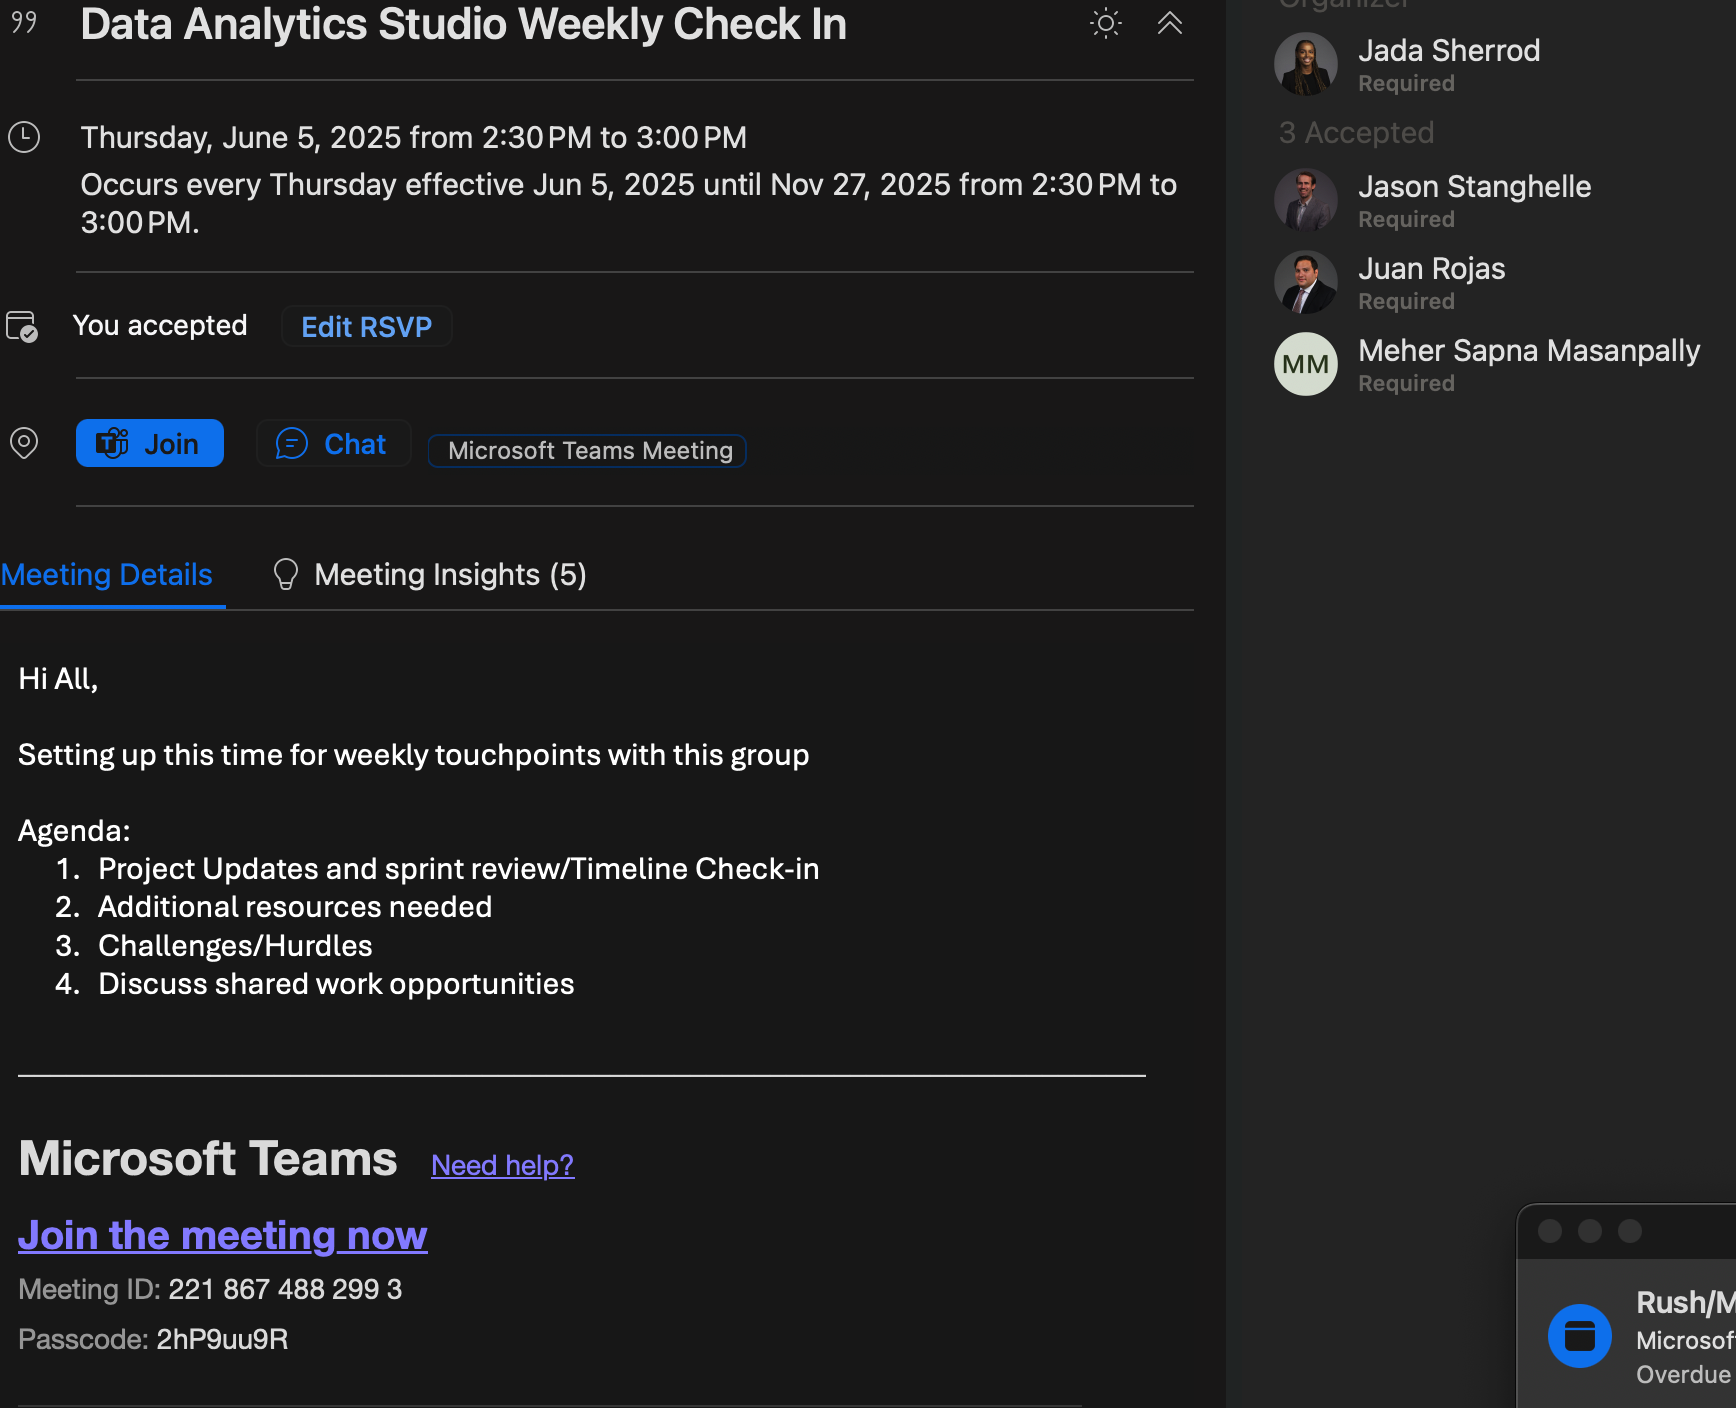 Data Analytics Studio Weekly Check In
Thursday, June 5, 2025 from 2:30 PM to 3:00 PM
Occurs every Thursday effective Jun 5, 2025 until Nov 27, 2025 from 2:30 PM to
3:00 PM.
You accepted
Edit RSVP
Join
Chat
Microsoft Teams Meeting
Meeting Details
Meeting Insights (5)
Hi All,
Setting up this time for weekly touchpoints with this group
Agenda:
1. Project Updates and sprint review/Timeline Check-in
2. Additional resources needed
3. Challenges/Hurdles
4. Discuss shared work opportunities
Microsoft Teams
Need help?
Join the meeting now
Meeting ID: 221 867 488 299 3
Passcode: 2hP9uu9R
Organizer
Jada Sherrod
Required
3 Accepted
Jason Stanghelle
Required
Juan Rojas
Required
MM
Meher Sapna Masanpally
Required
Rush/M
Microsof
Overdue